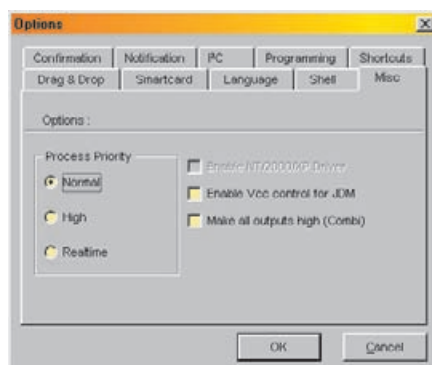 Options
Confirmation Notification I²C Programming Shortcuts
Drag & Drop Smartcard Language Shell Misc
Options :
Process Priority
Normal
High
Realtime
Enable NT/2000/XP Driver
Enable Vcc control for JDM
Make all outputs high (Combi)
OK Cancel